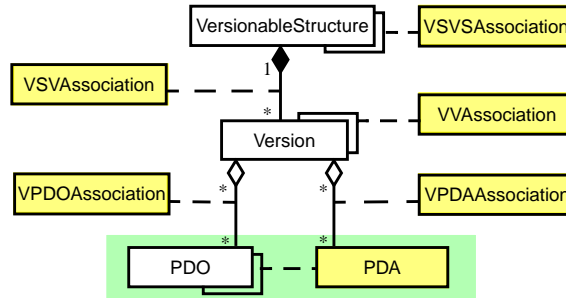 VersionableStructure
VSVSAssociation
1
VSVAssociation
*
VVAssociation
Version
* *
VPDOAssociation
VPDAAssociation
* *
PDO
PDA